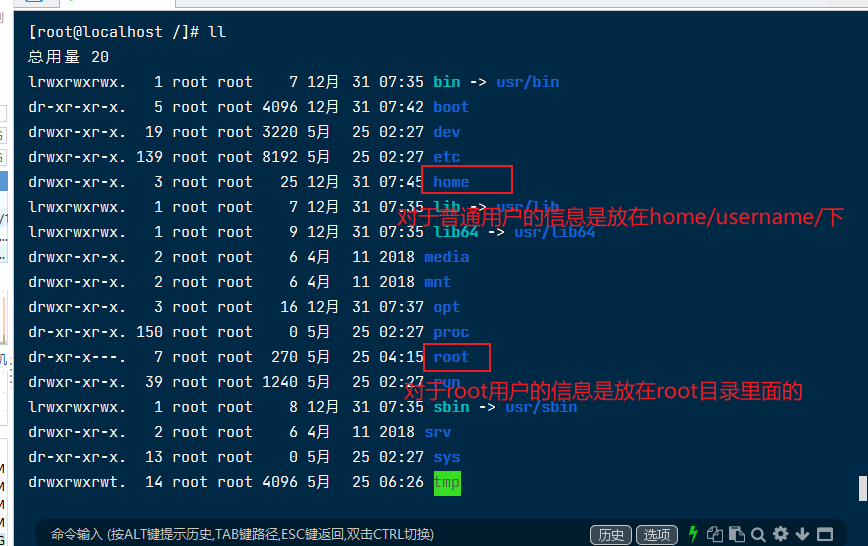 [root@localhost /]# ll
总用量 20
lrwxrwxrwx.   1 root root    7 12月  31 07:35 bin -> usr/bin
dr-xr-xr-x.   5 root root 4096 12月  31 07:42 boot
drwxr-xr-x.  19 root root 3220 5月   25 02:27 dev
drwxr-xr-x. 139 root root 8192 5月   25 02:27 etc
drwxr-xr-x.   3 root root   25 12月  31 07:45 home
lrwxrwxrwx.   1 root root    7 12月  31 07:35 lib -> usr/lib
对于普通用户的信息是放在home/username/下
lrwxrwxrwx.   1 root root    9 12月  31 07:35 lib64 -> usr/lib64
drwxr-xr-x.   2 root root    6 4月   11 2018 media
drwxr-xr-x.   2 root root    6 4月   11 2018 mnt
drwxr-xr-x.   3 root root   16 12月  31 07:37 opt
dr-xr-xr-x. 150 root root    0 5月   25 02:27 proc
dr-xr-x---.   7 root root  270 5月   25 04:15 root
drwxr-xr-x.  39 root root 1240 5月   25 02:27 run
对于root用户的信息是放在root目录里面的
lrwxrwxrwx.   1 root root    8 12月  31 07:35 sbin -> usr/sbin
drwxr-xr-x.   2 root root    6 4月   11 2018 srv
dr-xr-xr-x.  13 root root    0 5月   25 02:27 sys
drwxrwxrwt.  14 root root 4096 5月   25 06:26 tmp
命令输入 (按ALT键提示历史,TAB键路径,ESC键返回,双击CTRL切换) 历史 选项